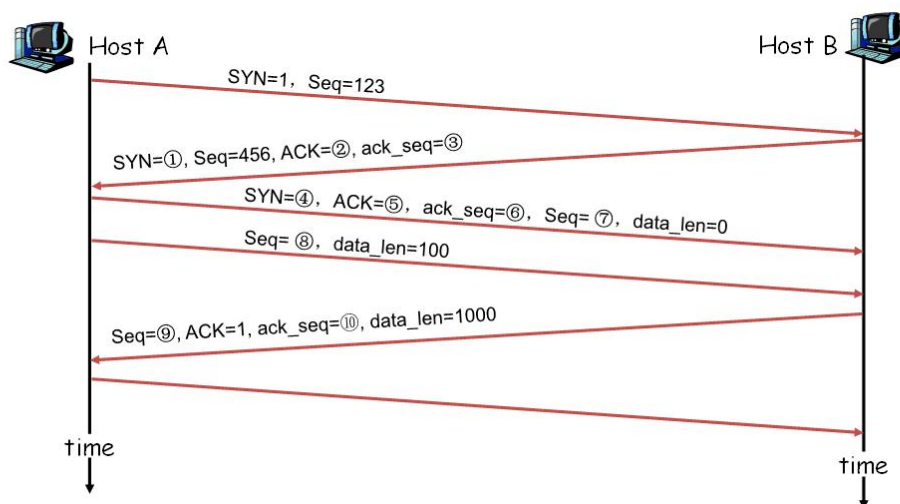 Host A
Host B
SYN=1, Seq=123
SYN=①, Seq=456, ACK=②, ack_seq=③
SYN=④, ACK=⑤, ack_seq=⑥, Seq= ⑦, data_len=0
Seq= ⑧, data_len=100
Seq=⑨, ACK=1, ack_seq=⑩, data_len=1000
time
time